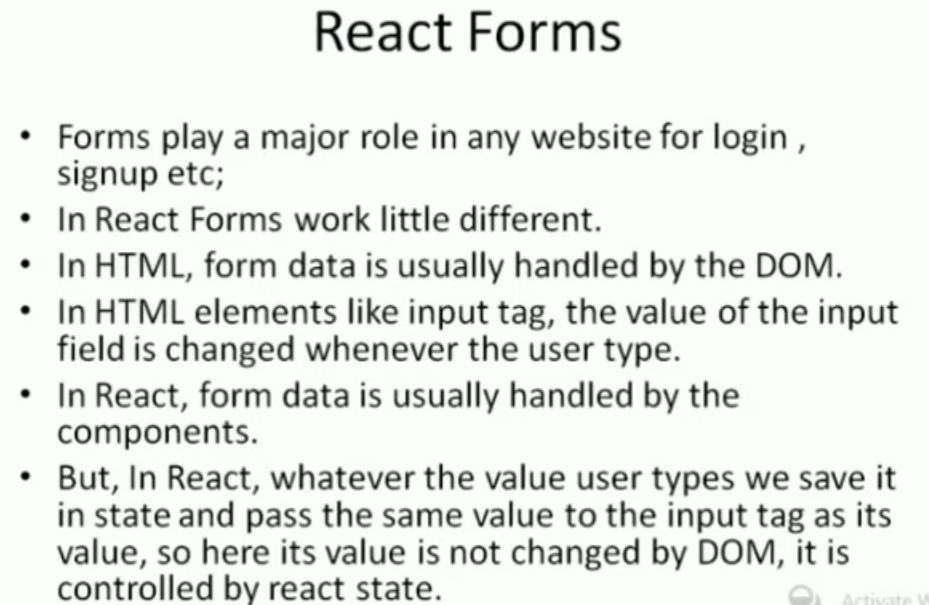 React Forms
• Forms play a major role in any website for login ,
signup etc;
• In React Forms work little different.
• In HTML, form data is usually handled by the DOM.
• In HTML elements like input tag, the value of the input
field is changed whenever the user type.
• In React, form data is usually handled by the
components.
• But, In React, whatever the value user types we save it
in state and pass the same value to the input tag as its
value, so here its value is not changed by DOM, it is
controlled by react state.
Activate W